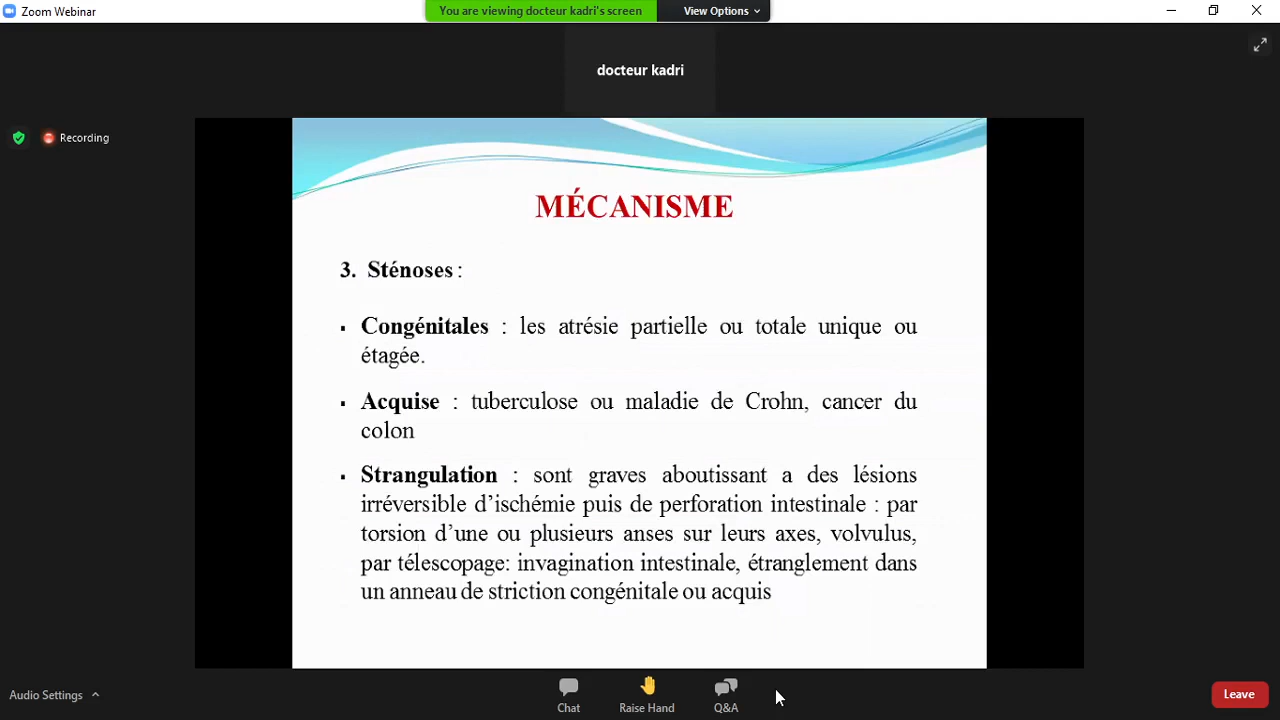 Zoom Webinar
You are viewing docteur kadri's screen
View Options
docteur kadri
Recording
MÉCANISME
3. Sténoses :
▪ Congénitales : les atrésie partielle ou totale unique ou
étagée.
▪ Acquise : tuberculose ou maladie de Crohn, cancer du
colon
▪ Strangulation : sont graves aboutissant a des lésions
irréversible d’ischémie puis de perforation intestinale : par
torsion d’une ou plusieurs anses sur leurs axes, volvulus,
par télescopage: invagination intestinale, étranglement dans
un anneau de striction congénitale ou acquis
Audio Settings
Chat
Raise Hand
Q&A
Leave